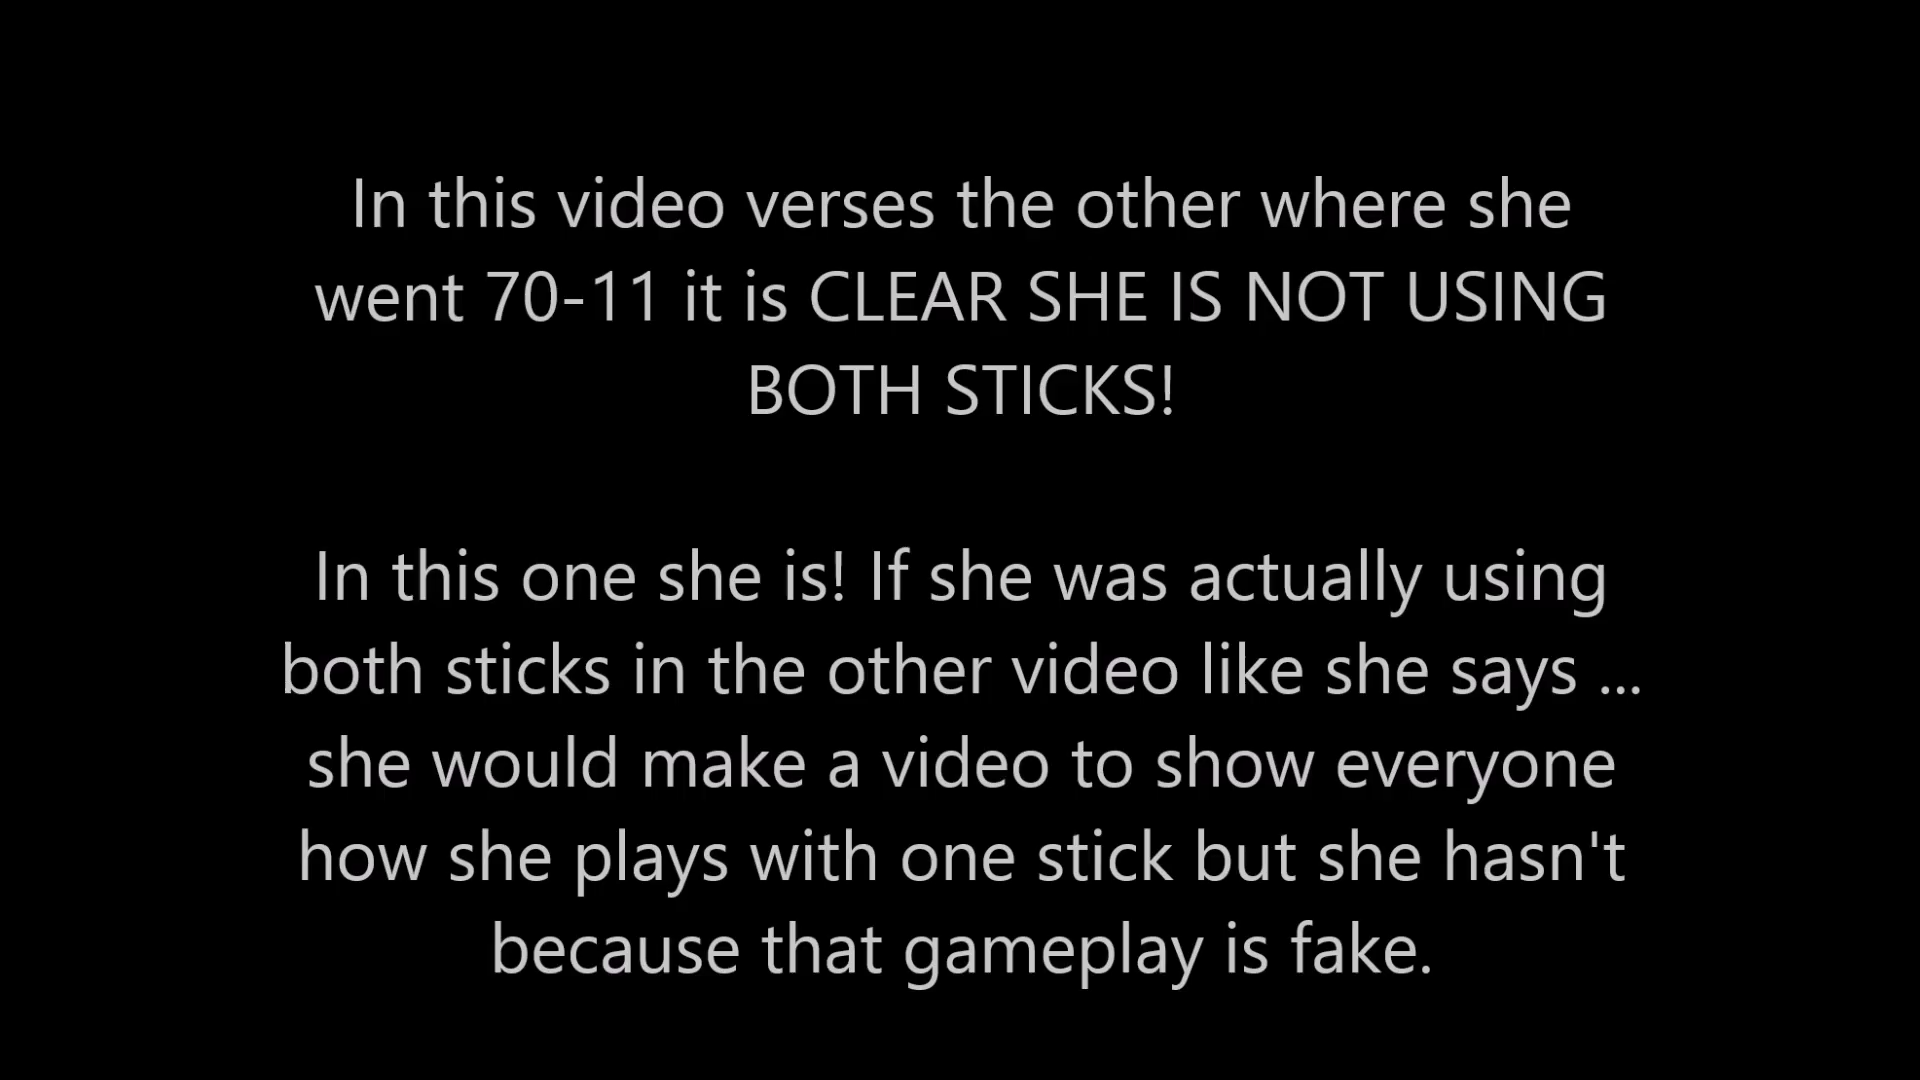 In this video verses the other where she
went 70-11 it is CLEAR SHE IS NOT USING
BOTH STICKS!
In this one she is! If she was actually using
both sticks in the other video like she says ...
she would make a video to show everyone
how she plays with one stick but she hasn't
because that gameplay is fake.